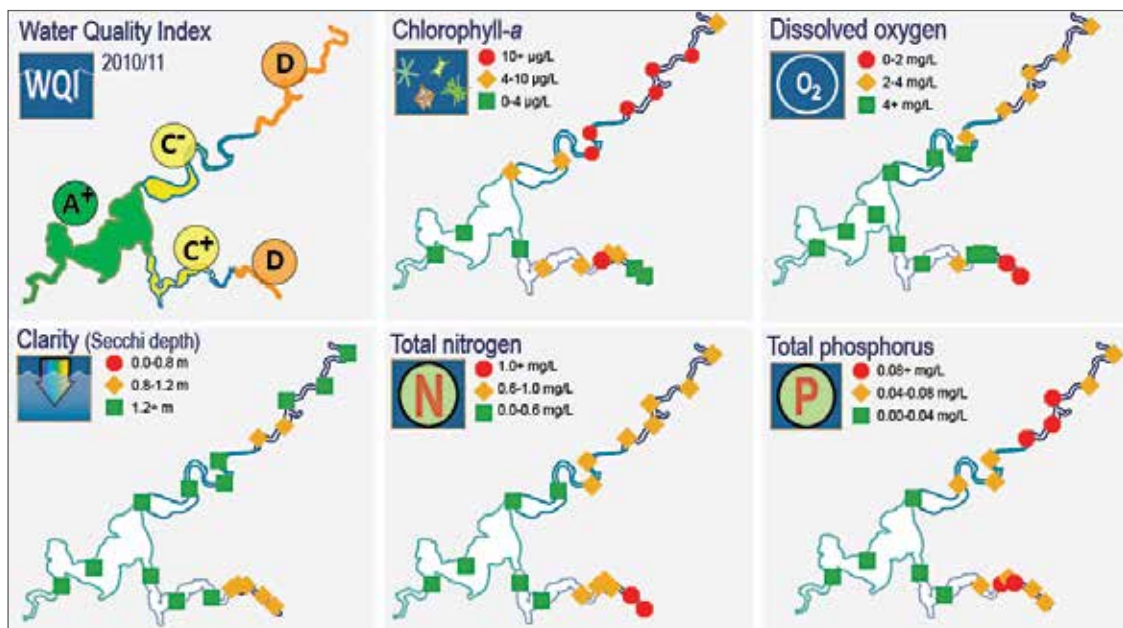 Water Quality Index
2010/11
WQI
D
C-
A+
C+
D
Chlorophyll-a
10+ µg/L
4-10 µg/L
0-4 µg/L
Dissolved oxygen
O2
0-2 mg/L
2-4 mg/L
4+ mg/L
Clarity (Secchi depth)
0.0-0.8 m
0.8-1.2 m
1.2+ m
Total nitrogen
N
1.0+ mg/L
0.6-1.0 mg/L
0.0-0.6 mg/L
Total phosphorus
P
0.08+ mg/L
0.04-0.08 mg/L
0.00-0.04 mg/L